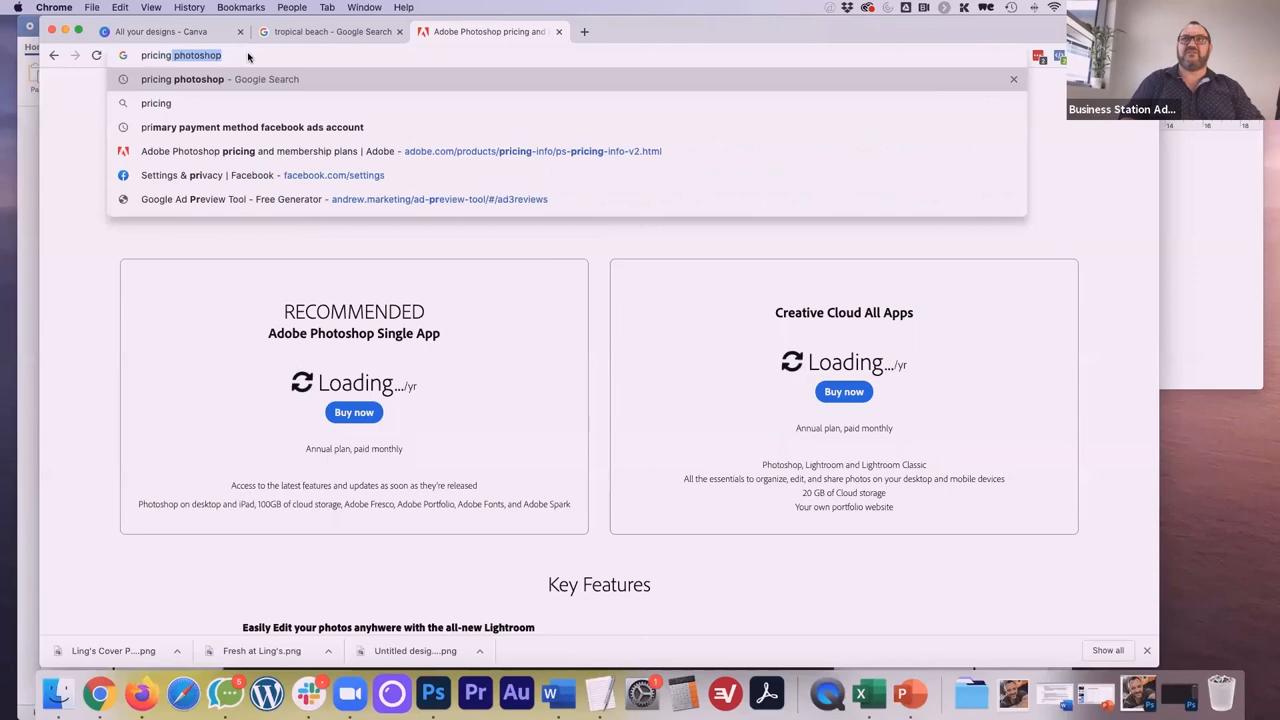 Chrome File Edit View History Bookmarks People Tab Window Help
All your designs - Canva
tropical beach - Google Search
Adobe Photoshop pricing and
pricing photoshop
pricing photoshop - Google Search
pricing
primary payment method facebook ads account
Adobe Photoshop pricing and membership plans | Adobe - adobe.com/products/pricing-info/ps-pricing-info-v2.html
Settings & privacy | Facebook - facebook.com/settings
Google Ad Preview Tool - Free Generator - andrew.marketing/ad-preview-tool/#/ad3reviews
Business Station Ad...
14 16 18
RECOMMENDED
Adobe Photoshop Single App
Loading.../yr
Buy now
Annual plan, paid monthly
Access to the latest features and updates as soon as they're released
Photoshop on desktop and iPad, 100GB of cloud storage, Adobe Fresco, Adobe Portfolio, Adobe Fonts, and Adobe Spark
Creative Cloud All Apps
Loading.../yr
Buy now
Annual plan, paid monthly
Photoshop, Lightroom and Lightroom Classic
All the essentials to organize, edit, and share photos on your desktop and mobile devices
20 GB of Cloud storage
Your own portfolio website
Key Features
Easily Edit your photos anyhwere with the all-new Lightroom
Ling's Cover P....png
Fresh at Ling's.png
Untitled desig....png
Show all
5
Ps
Pr
Au
W
1
X
P